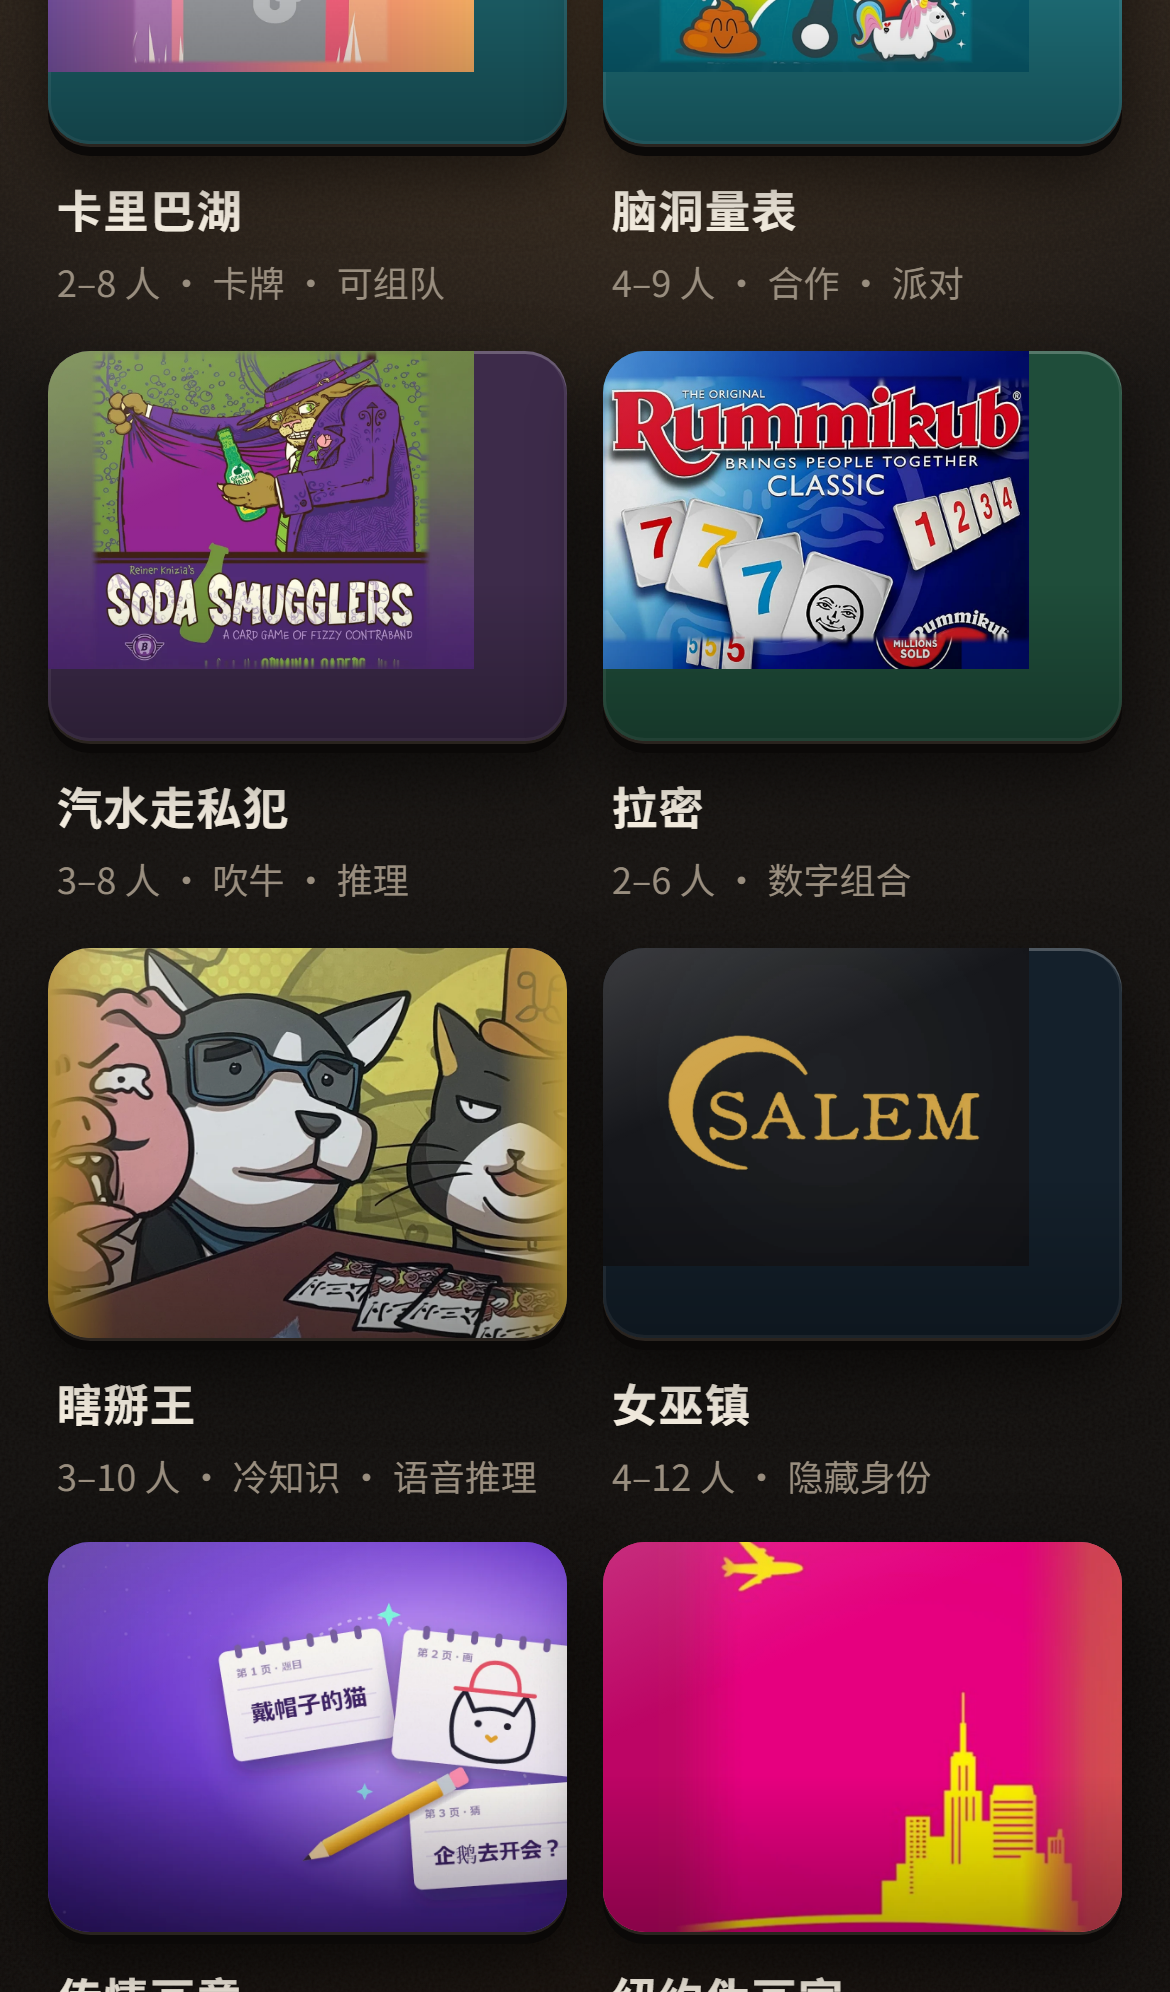 卡里巴湖
2–8 人 • 卡牌 • 可组队
脑洞量表
4–9 人 • 合作 • 派对
Reiner Knizia's
SODA SMUGGLERS
A CARD GAME OF FIZZY CONTRABAND
B
THE ORIGINAL
Rummikub®
BRINGS PEOPLE TOGETHER
CLASSIC
7 7 7
1 2 3 4
5 5 5
Rummikub
MILLIONS
SOLD
汽水走私犯
3–8 人 • 吹牛 • 推理
拉密
2–6 人 • 数字组合
SALEM
瞎掰王
3–10 人 • 冷知识 • 语音推理
女巫镇
4–12 人 • 隐藏身份
第 1 页 · 题目
戴帽子的猫
第 2 页 · 画
第 3 页 · 猜
企鹅去开会？